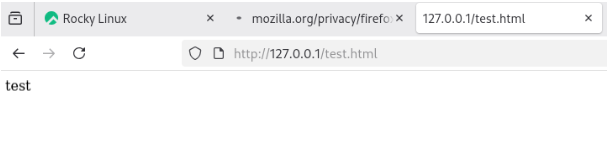 Rocky Linux
mozilla.org/privacy/firefo
127.0.0.1/test.html
http://127.0.0.1/test.html
test